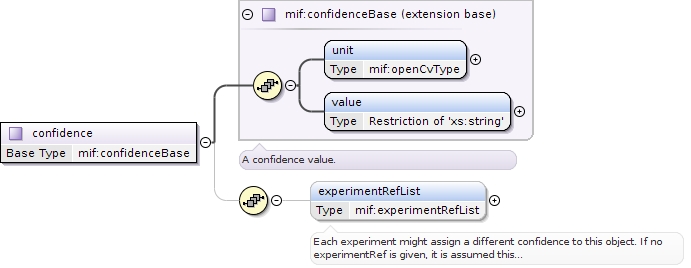 mif:confidenceBase (extension base)
unit
Type mif:openCvType
value
Type Restriction of 'xs:string'
confidence
Base Type mif:confidenceBase
A confidence value.
experimentRefList
Type mif:experimentRefList
Each experiment might assign a different confidence to this object. If no
experimentRef is given, it is assumed this...